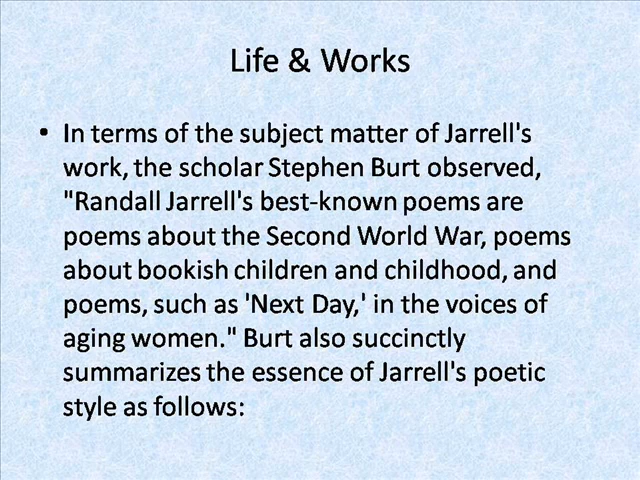 Life & Works
• In terms of the subject matter of Jarrell's
work, the scholar Stephen Burt observed,
"Randall Jarrell's best-known poems are
poems about the Second World War, poems
about bookish children and childhood, and
poems, such as 'Next Day,' in the voices of
aging women." Burt also succinctly
summarizes the essence of Jarrell's poetic
style as follows: